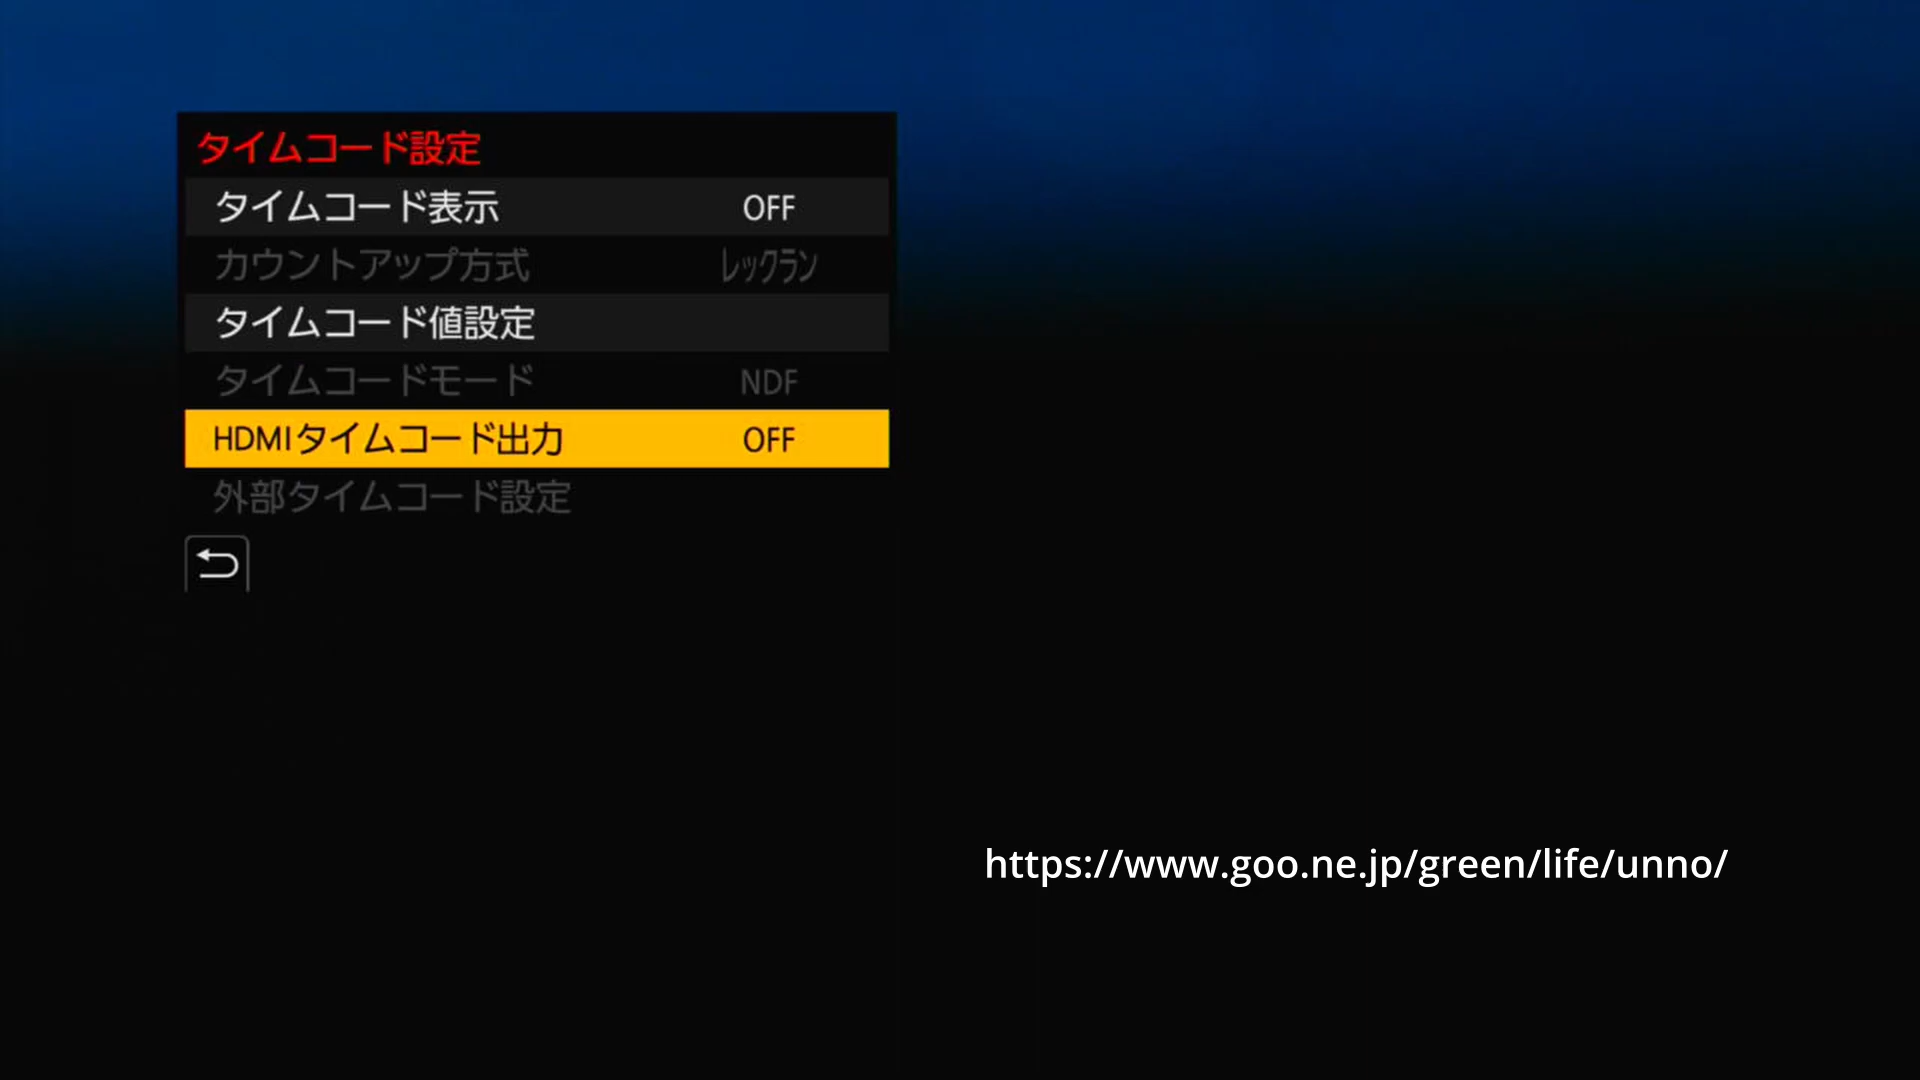 タイムコード設定
タイムコード表示 OFF
カウントアップ方式 レックラン
タイムコード値設定
タイムコードモード NDF
HDMIタイムコード出力 OFF
外部タイムコード設定
https://www.goo.ne.jp/green/life/unno/